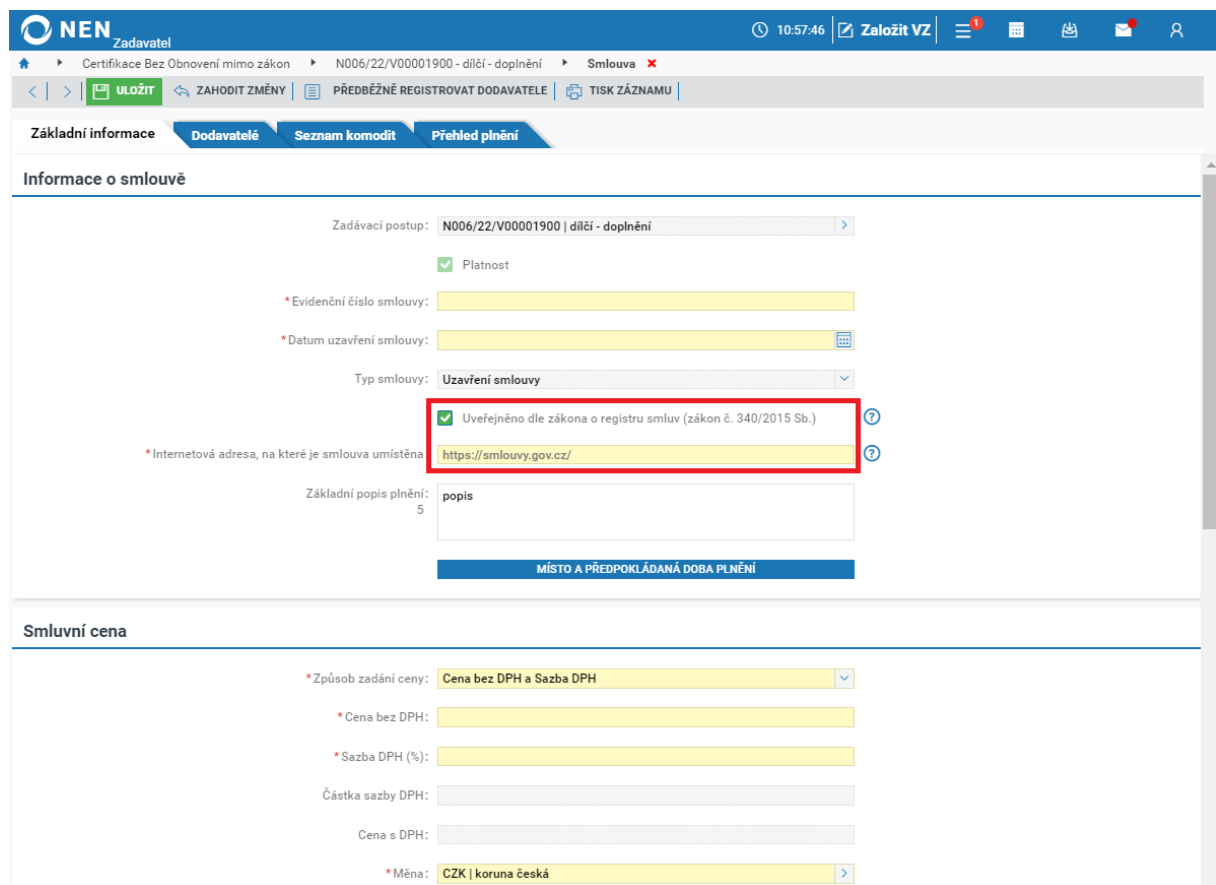 NEN Zadavatel
10:57:46 Založit VZ 1
Certifikace Bez Obnovení mimo zákon N006/22/V00001900 - dílčí - doplnění Smlouva
ULOŽIT ZAHODIT ZMĚNY PŘEDBĚŽNĚ REGISTROVAT DODAVATELE TISK ZÁZNAMU
Základní informace Dodavatelé Seznam komodit Přehled plnění
Informace o smlouvě
Zadávací postup: N006/22/V00001900 | dílčí - doplnění
Platnost
* Evidenční číslo smlouvy:
* Datum uzavření smlouvy:
Typ smlouvy: Uzavření smlouvy
Uveřejněno dle zákona o registru smluv (zákon č. 340/2015 Sb.) ?
* Internetová adresa, na které je smlouva umístěna https://smlouvy.gov.cz/ ?
Základní popis plnění: popis
5
MÍSTO A PŘEDPOKLÁDANÁ DOBA PLNĚNÍ
Smluvní cena
* Způsob zadání ceny: Cena bez DPH a Sazba DPH
* Cena bez DPH:
* Sazba DPH (%):
Částka sazby DPH:
Cena s DPH:
* Měna: CZK | koruna česká